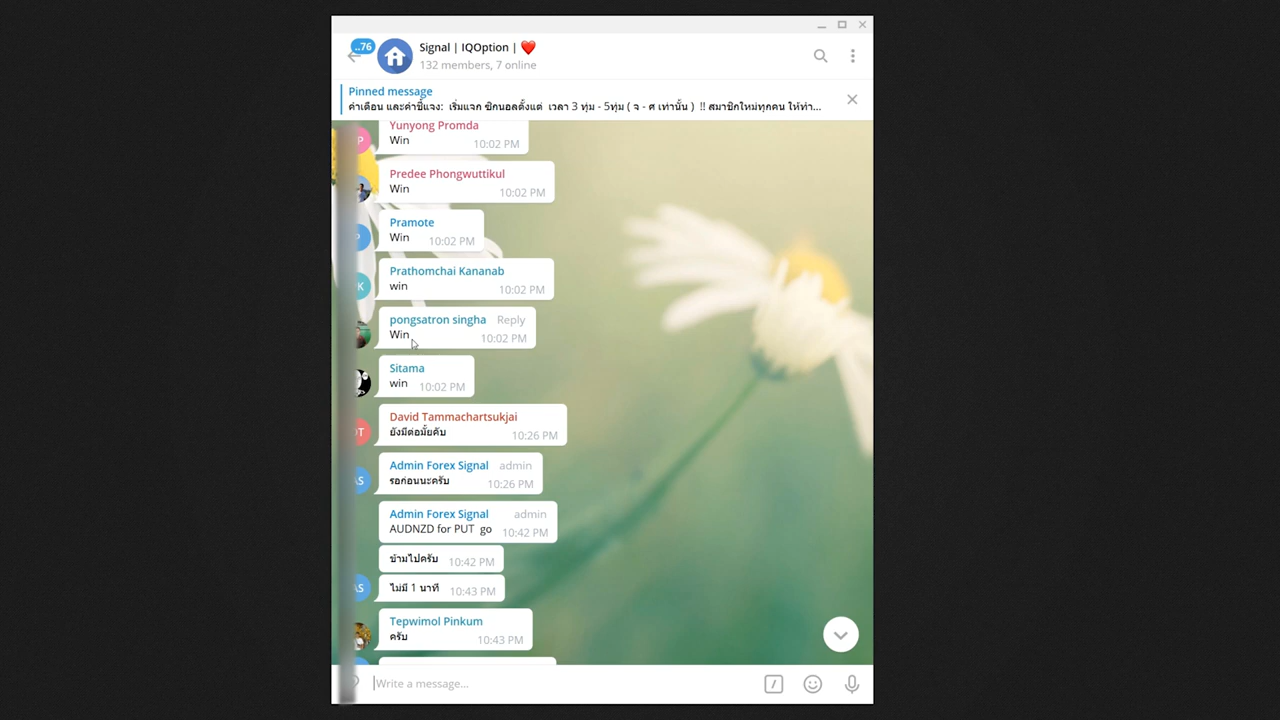 ..76
Signal | IQOption | ❤️
132 members, 7 online
Pinned message
ค่าเดือน และคำชี้แจง: เริ่มแจก ซิกนอลตั้งแต่ เวลา 3 ทุ่ม - 5ทุ่ม ( จ - ศ เท่านั้น ) !! สมาชิกใหม่ทุกคน ให้ทำ...
P
Yunyong Promda
Win 10:02 PM
Predee Phongwuttikul
Win 10:02 PM
P
Pramote
Win 10:02 PM
K
Prathomchai Kananab
win 10:02 PM
pongsatron singha Reply
Win 10:02 PM
Sitama
win 10:02 PM
DT
David Tammachartsukjai
ยังมีต่อมั้ยคับ 10:26 PM
AS
Admin Forex Signal admin
รอก่อนนะครับ 10:26 PM
Admin Forex Signal admin
AUDNZD for PUT go 10:42 PM
ข้ามไปครับ 10:42 PM
AS
ไม่มี 1 นาที 10:43 PM
Tepwimol Pinkum
ครับ 10:43 PM
Write a message...